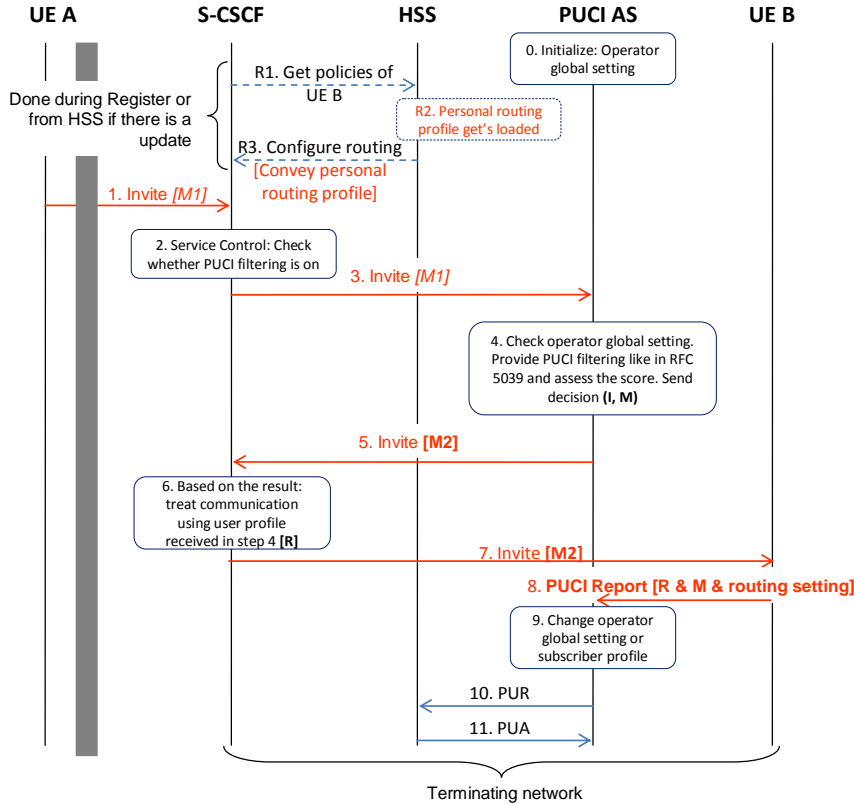 UE A
S-CSCF
HSS
PUCI AS
UE B
0. Initialize: Operator
global setting
R1. Get policies of
UE B
Done during Register or
from HSS if there is a
update
R2. Personal routing
profile get's loaded
R3. Configure routing
[Convey personal
routing profile]
1. Invite [M1]
2. Service Control: Check
whether PUCI filtering is on
3. Invite [M1]
4. Check operator global setting.
Provide PUCI filtering like in RFC
5039 and assess the score. Send
decision (I, M)
5. Invite [M2]
6. Based on the result:
treat communication
using user profile
received in step 4 [R]
7. Invite [M2]
8. PUCI Report [R & M & routing setting]
9. Change operator
global setting or
subscriber profile
10. PUR
11. PUA
Terminating network